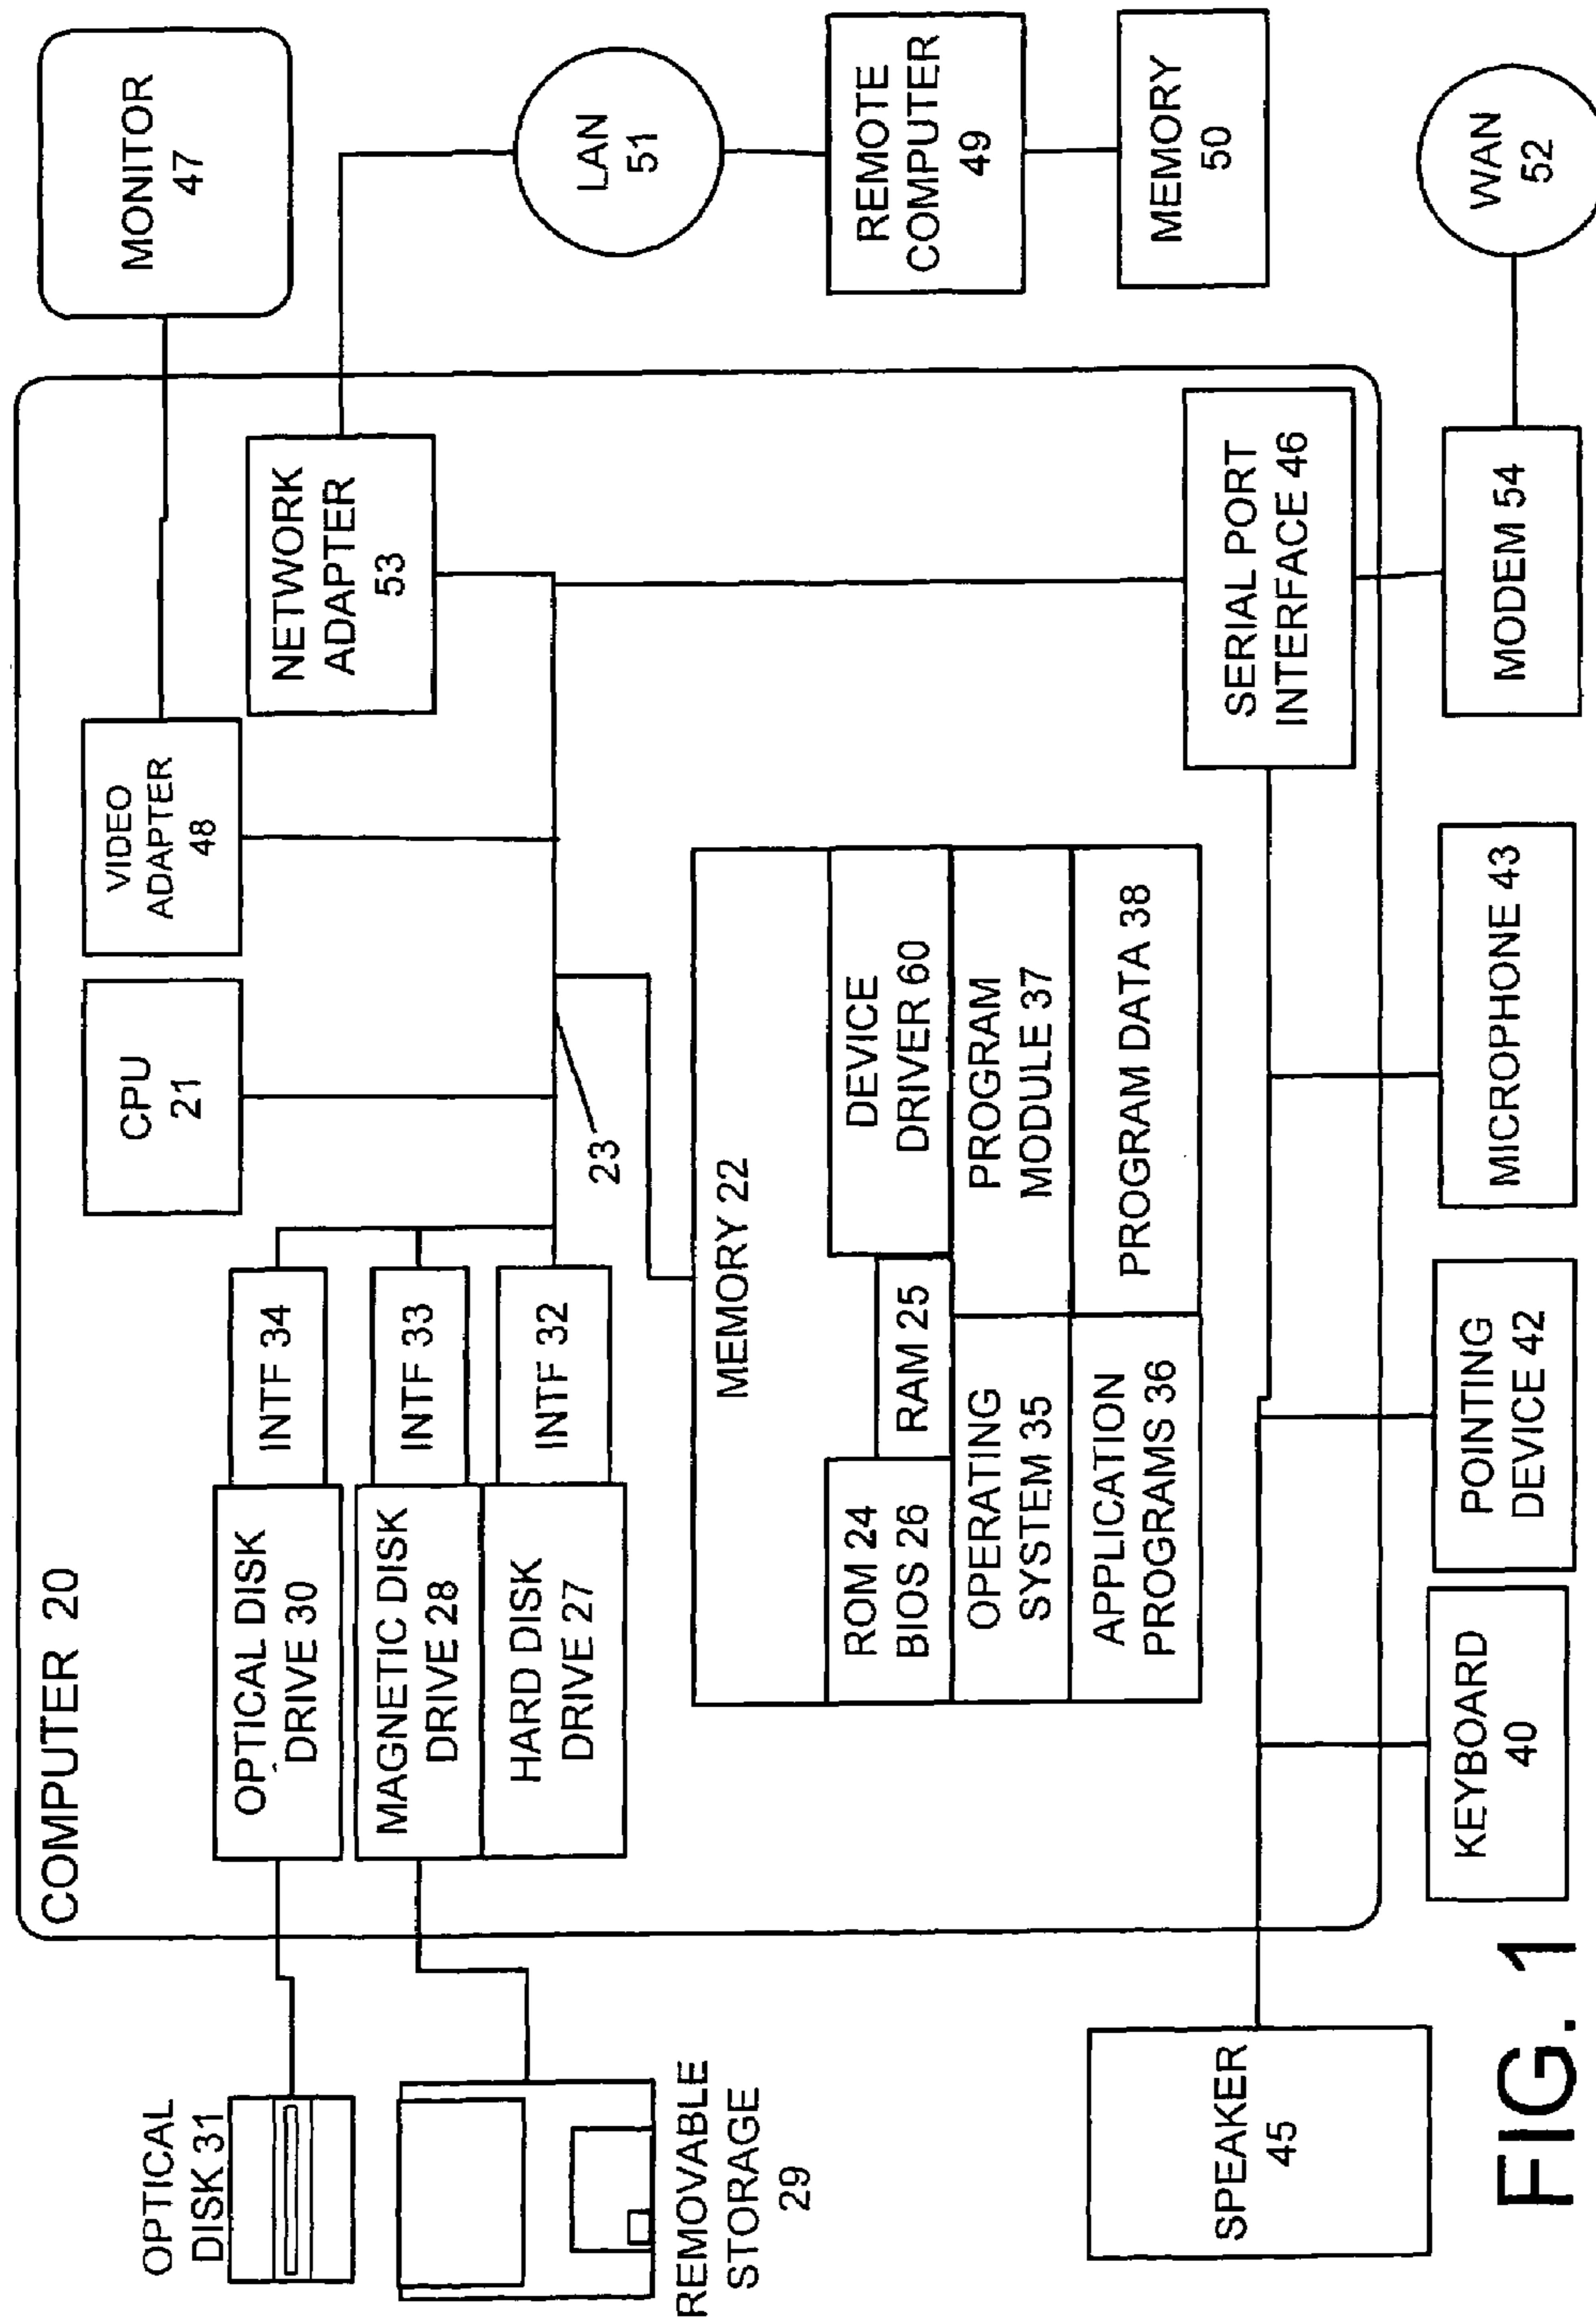 COMPUTER 20
MONITOR
47
VIDEO
ADAPTER
48
CPU
21
NETWORK
ADAPTER
53
OPTICAL DISK
DRIVE 30
INTF 34
MAGNETIC DISK
DRIVE 28
INTF 33
HARD DISK
DRIVE 27
INTF 32
OPTICAL
DISK 31
REMOVABLE
STORAGE
29
23
LAN
51
MEMORY 22
ROM 24
BIOS 26
RAM 25
DEVICE
DRIVER 60
OPERATING
SYSTEM 35
PROGRAM
MODULE 37
APPLICATION
PROGRAMS 36
PROGRAM DATA 38
REMOTE
COMPUTER
49
MEMORY
50
SERIAL PORT
INTERFACE 46
SPEAKER
45
KEYBOARD
40
POINTING
DEVICE 42
MICROPHONE 43
MODEM 54
WAN
52
FIG. 1